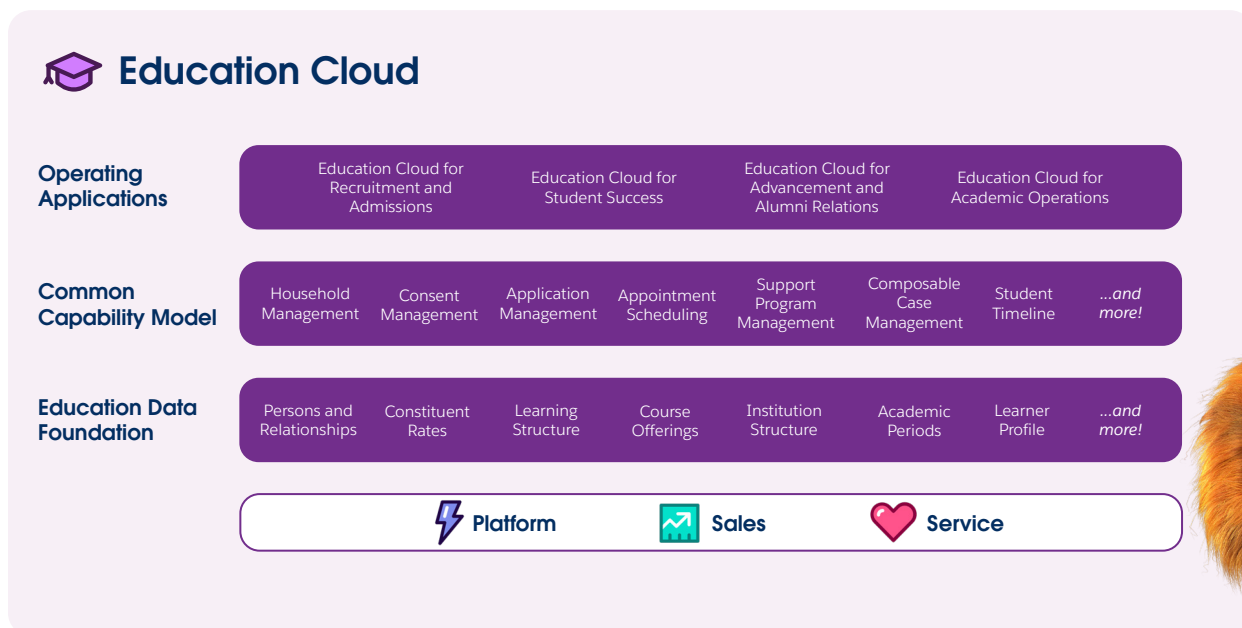 Education Cloud
Operating
Applications
Education Cloud for
Recruitment and
Admissions
Education Cloud for
Student Success
Education Cloud for
Advancement and
Alumni Relations
Education Cloud for
Academic Operations
Common
Capability Model
Household
Management
Consent
Management
Application
Management
Appointment
Scheduling
Support
Program
Management
Composable
Case
Management
Student
Timeline
...and
more!
Education Data
Foundation
Persons and
Relationships
Constituent
Rates
Learning
Structure
Course
Offerings
Institution
Structure
Academic
Periods
Learner
Profile
...and
more!
Platform
Sales
Service